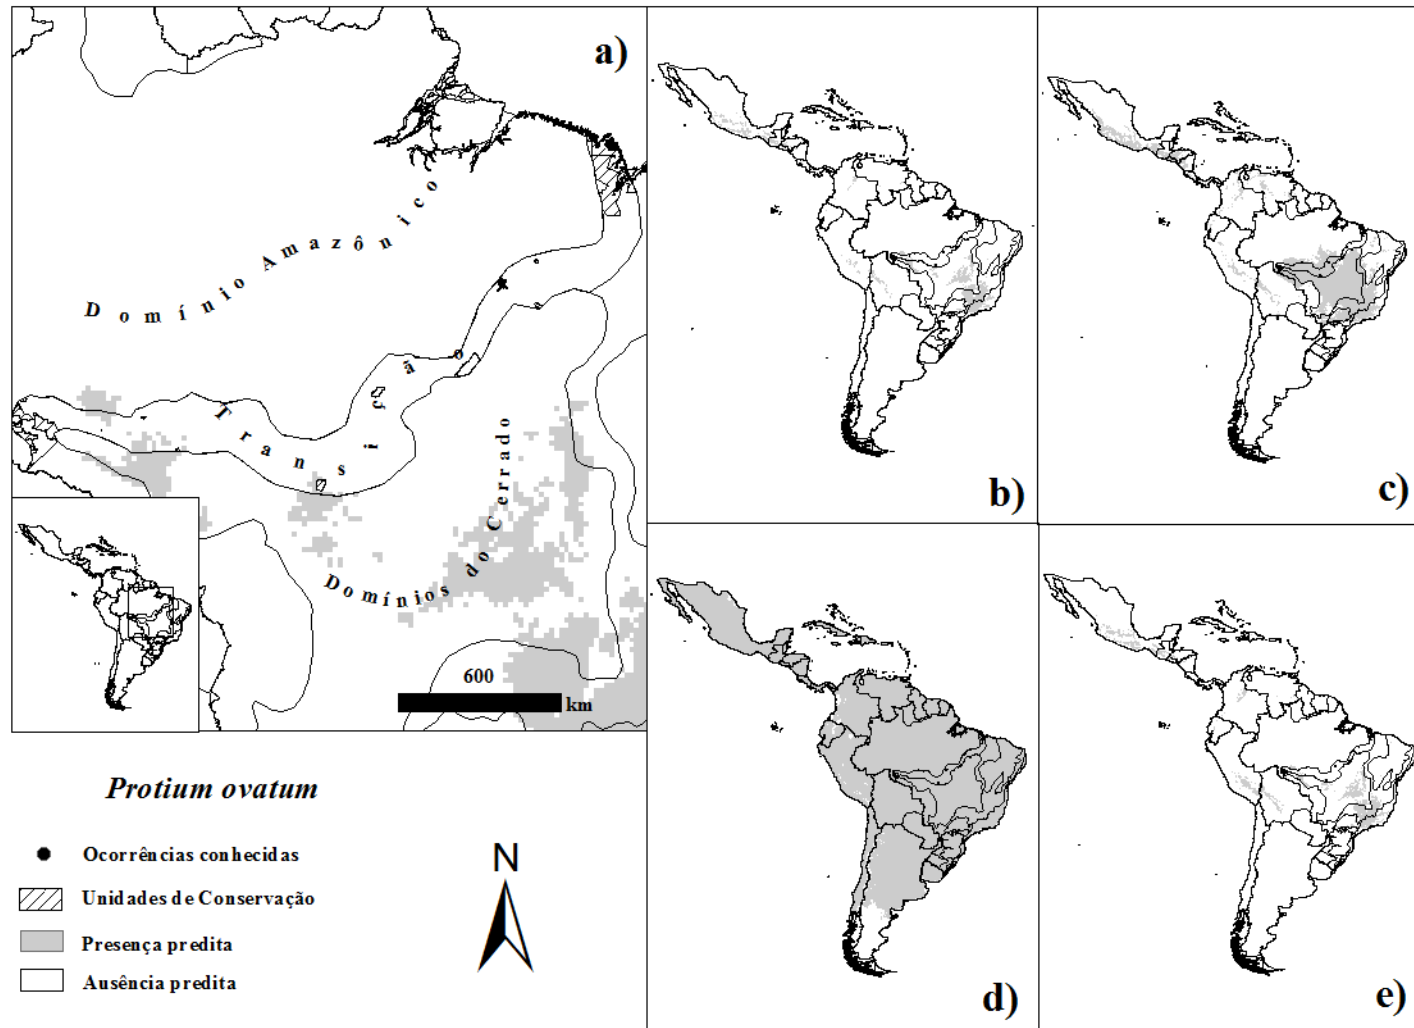 a)
b)
c)
Domínio Amazônico
Transição
Domínios do Cerrado
600
km
d)
e)
Protium ovatum
N
Ocorrências conhecidas
Unidades de Conservação
Presença predita
Ausência predita